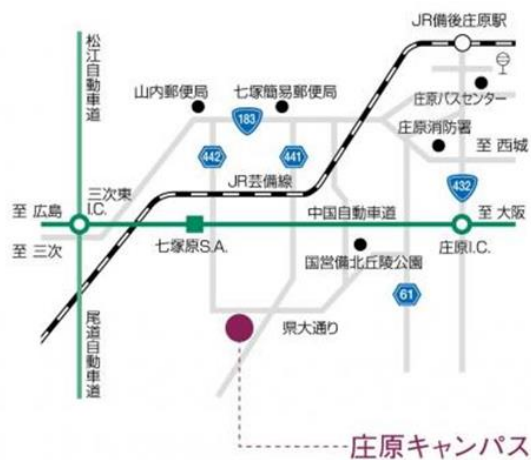 JR備後庄原駅
松江自動車道
山内郵便局
七塚簡易郵便局
庄原バスセンター
183
庄原消防署
442
441
至 西城
JR芸備線
432
三次東
I.C.
至 広島
中国自動車道
至 大阪
至 三次
七塚原S.A.
庄原I.C.
国営備北丘陵公園
61
尾道自動車道
県大通り
庄原キャンパス